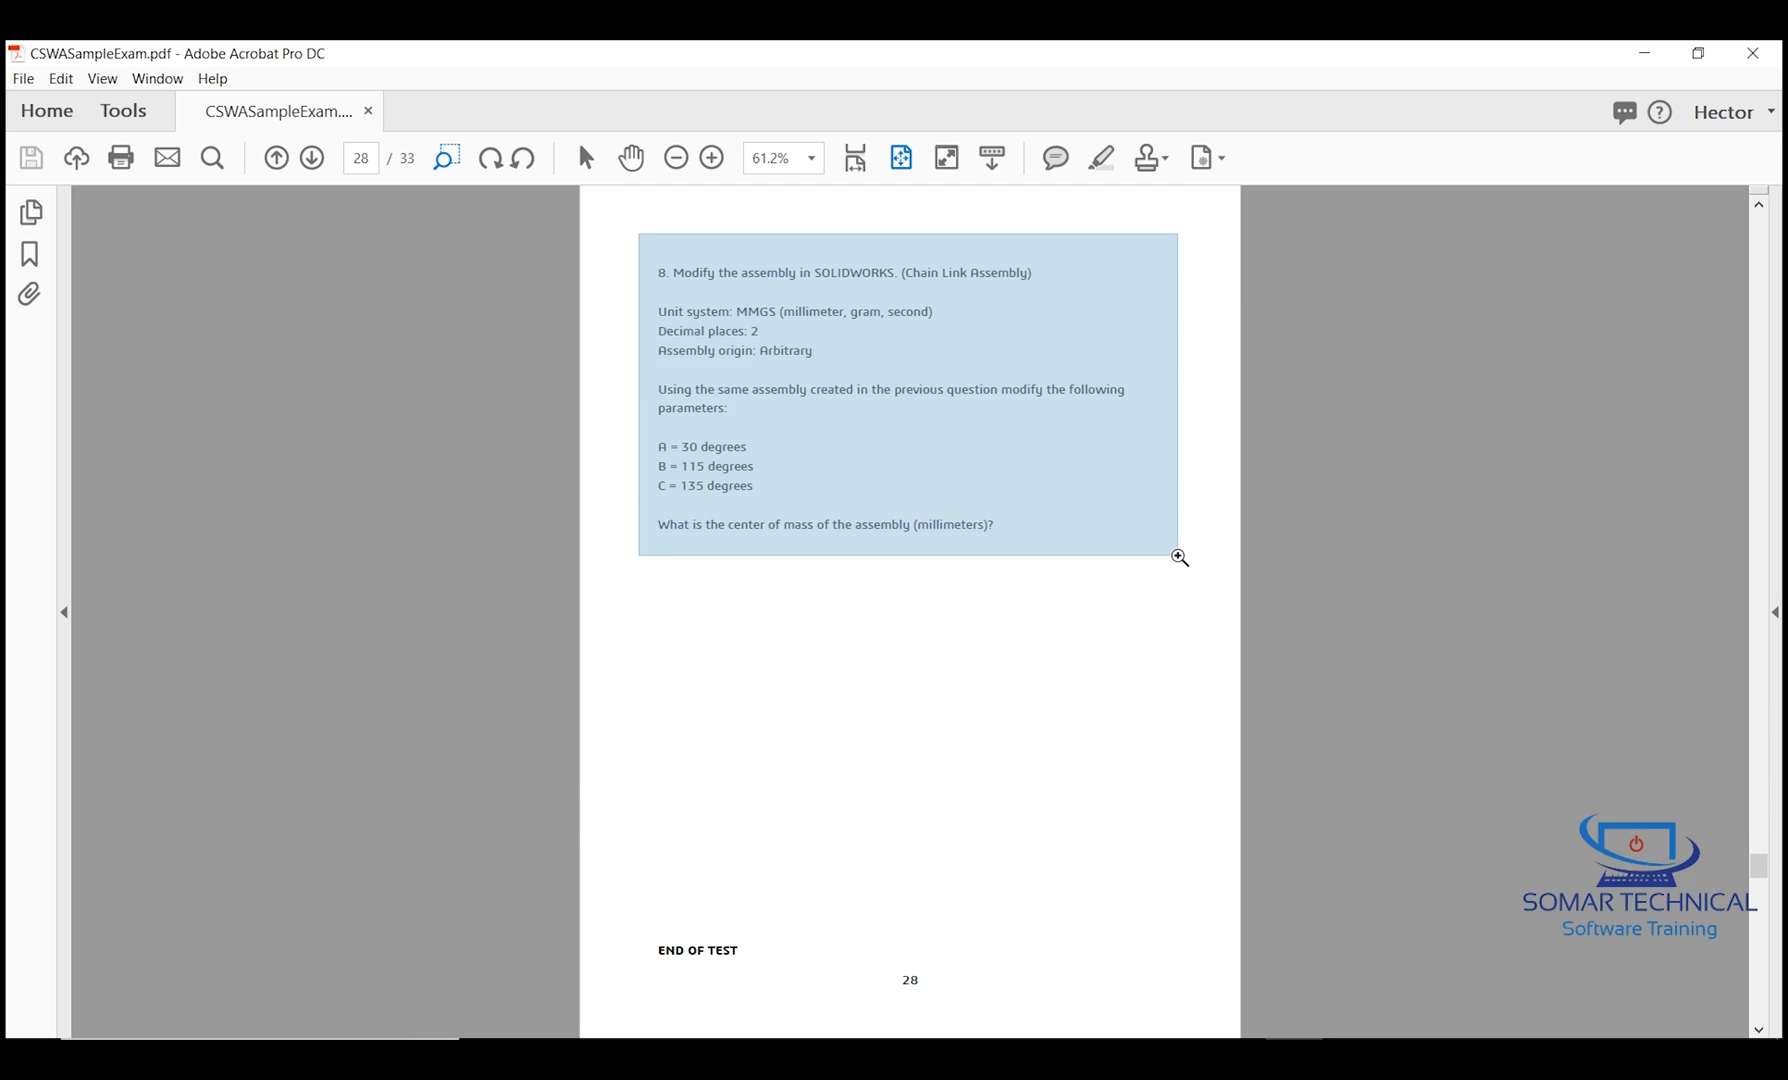 CSWASampleExam.pdf - Adobe Acrobat Pro DC
File Edit View Window Help
Home Tools CSWASampleExam.... × Hector
28 / 33 61.2%
8. Modify the assembly in SOLIDWORKS. (Chain Link Assembly)
Unit system: MMGS (millimeter, gram, second)
Decimal places: 2
Assembly origin: Arbitrary
Using the same assembly created in the previous question modify the following
parameters:
A = 30 degrees
B = 115 degrees
C = 135 degrees
What is the center of mass of the assembly (millimeters)?
SOMAR TECHNICAL
Software Training
END OF TEST
28